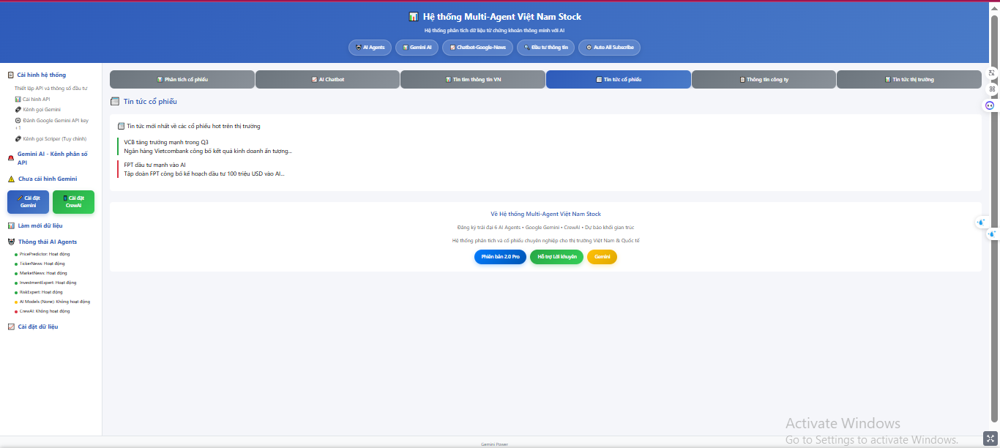 Hệ thống Multi-Agent Việt Nam Stock
Hệ thống phân tích dữ liệu từ chứng khoán thông minh với AI
AI Agents
Gemini AI
Chatbot-Google-News
Đầu tư thông tin
Auto All Subscribe
Cài hình hệ thống
Thiết lập API và thông số đầu tư
Cài hình API
Kênh gọi Gemini
Đánh Google Gemini API key
+1
Kênh gọi Scriper (Tuy chính)
Gemini AI - Kênh phân số
API
Chưa cái hình Gemini
Cài đặt
Gemini
Cài đặt
CrewAI
Làm mới dữ liệu
Thông thái AI Agents
PricePredictor: Hoạt động
TickerNews: Hoạt động
MarketNews: Hoạt động
InvestmentExpert: Hoạt động
RiskExpert: Hoạt động
AI Models (None): Không hoạt động
CrewAI: Không hoạt động
Cài đặt dữ liệu
Phân tích cổ phiếu
AI Chatbot
Tin tìm thông tin VN
Tin tức cổ phiếu
Thông tin công ty
Tin tức thị trường
Tin tức cổ phiếu
Tin tức mới nhất về các cổ phiếu hot trên thị trường
VCB tăng trưởng mạnh trong Q3
Ngân hàng Vietcombank công bố kết quả kinh doanh ấn tượng...
FPT đầu tư mạnh vào AI
Tập đoàn FPT công bố kế hoạch đầu tư 100 triệu USD vào AI...
Về Hệ thống Multi-Agent Việt Nam Stock
Đăng ký trải đại 6 AI Agents • Google Gemini • CrewAI • Dự báo khối gian trúc
Hệ thống phân tích và cổ phiếu chuyên nghiệp cho thị trường Việt Nam & Quốc tế
Phiên bản 2.0 Pro
Hỗ trợ Lời khuyên
Gemini
Activate Windows
Go to Settings to activate Windows.
Gemini Power